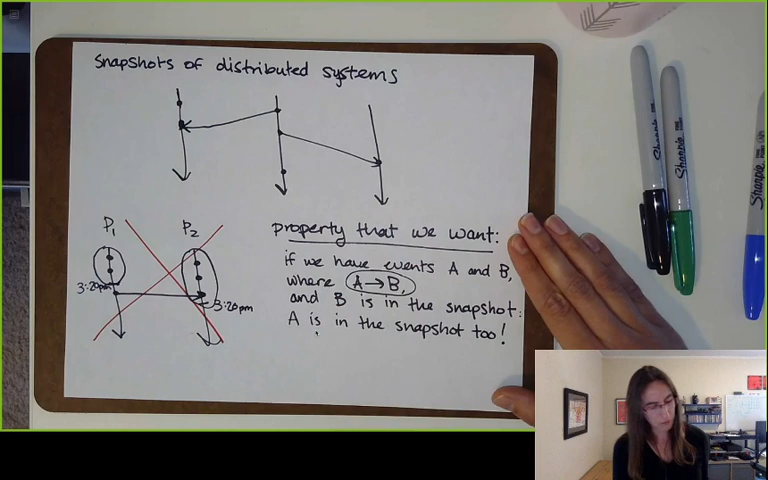 snapshots of distributed systems
P1
P2
3:20pm
3:20pm
property that we want:
if we have events A and B,
where A→B
and B is in the snapshot:
A is in the snapshot too!
Sharpie
Sharpie
Sharpie